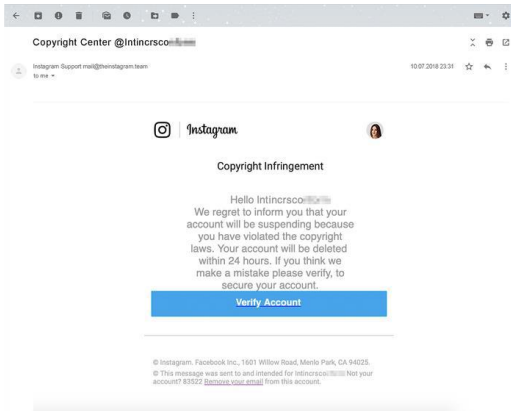 Copyright Center @Intincrsco
Instagram Support mail@theinstagram.team
10.07.2018 23:31
to me
Instagram
Copyright Infringement
Hello Intincrsco
We regret to inform you that your
account will be suspending because
you have violated the copyright
laws. Your account will be deleted
within 24 hours. If you think we
make a mistake please verify, to
secure your account.
Verify Account
© Instagram. Facebook Inc., 1601 Willow Road, Menlo Park, CA 94025.
© This message was sent to and intended for Intincrsco Not your
account? 83522 Remove your email from this account.